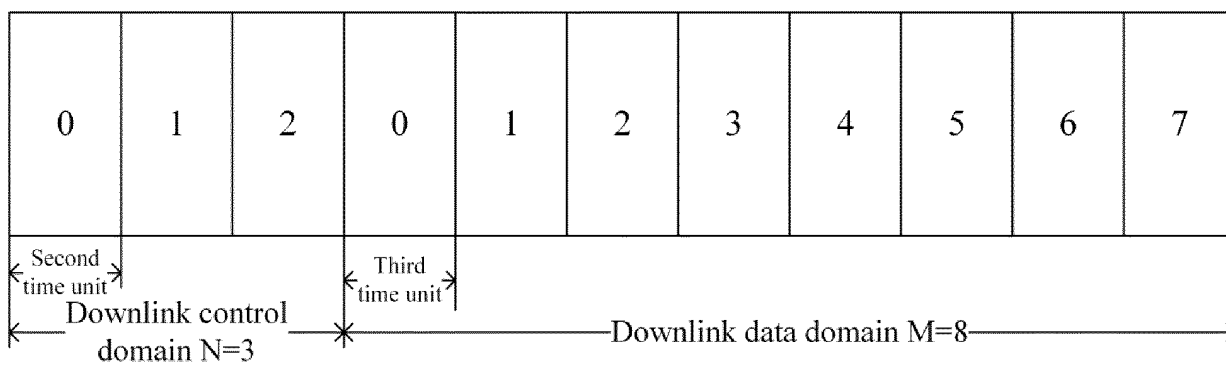 0 1 2 0 1 2 3 4 5 6 7
Second
time unit
Third
time unit
Downlink control
domain N=3
Downlink data domain M=8